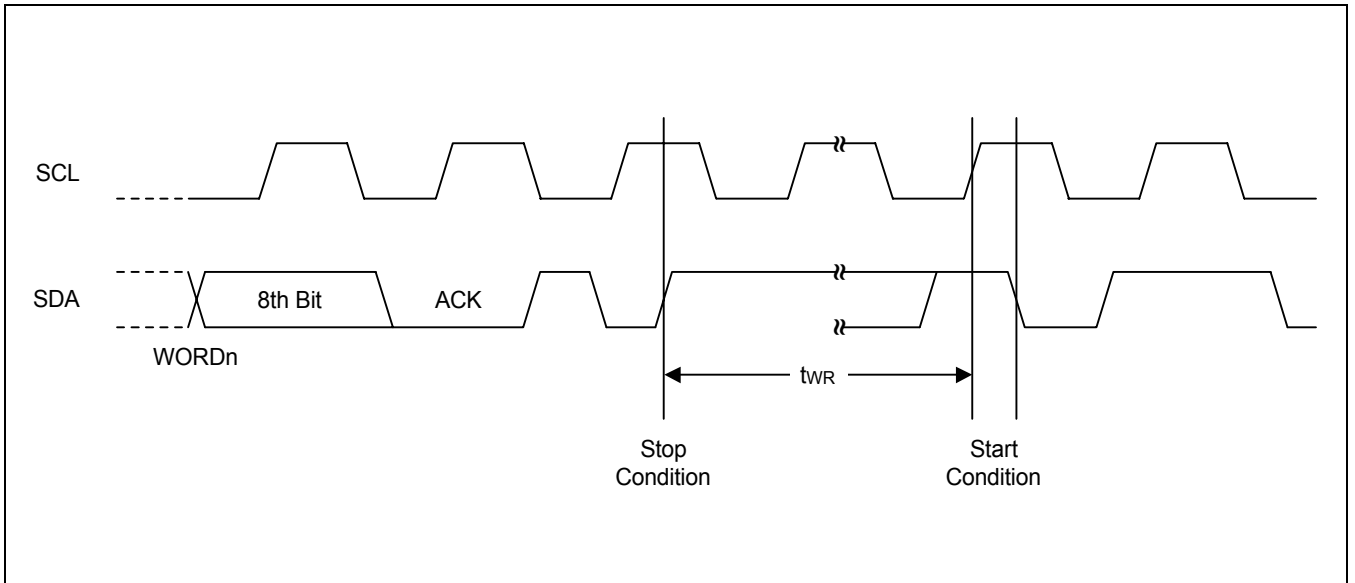 SCL
SDA
8th Bit
ACK
WORDn
tWR
Stop
Condition
Start
Condition